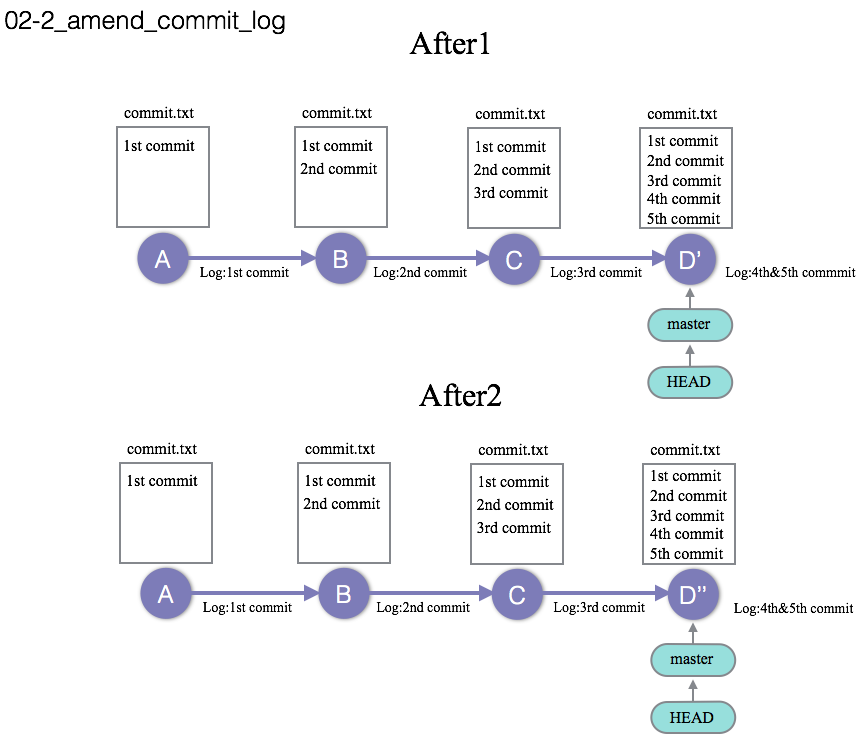 02-2_amend_commit_log
After1
commit.txt
commit.txt
commit.txt
commit.txt
1st commit
1st commit
2nd commit
1st commit
2nd commit
3rd commit
1st commit
2nd commit
3rd commit
4th commit
5th commit
A
B
C
D'
Log:1st commit
Log:2nd commit
Log:3rd commit
Log:4th&5th commmit
master
HEAD
After2
commit.txt
commit.txt
commit.txt
commit.txt
1st commit
1st commit
2nd commit
1st commit
2nd commit
3rd commit
1st commit
2nd commit
3rd commit
4th commit
5th commit
A
B
C
D’’
Log:1st commit
Log:2nd commit
Log:3rd commit
Log:4th&5th commit
master
HEAD